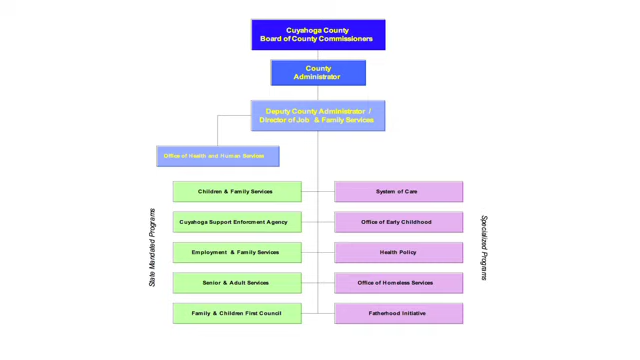 Cuyahoga County
Board of County Commissioners
County
Administrator
Deputy County Administrator /
Director of Job & Family Services
Office of Health and Human Services
Children & Family Services
System of Care
Cuyahoga Support Enforcment Agency
Office of Early Childhood
Employment & Family Services
Health Policy
Senior & Adult Services
Office of Homeless Services
Family & Children First Council
Fatherhood Initiative
State Mandated Programs
Specialized Programs